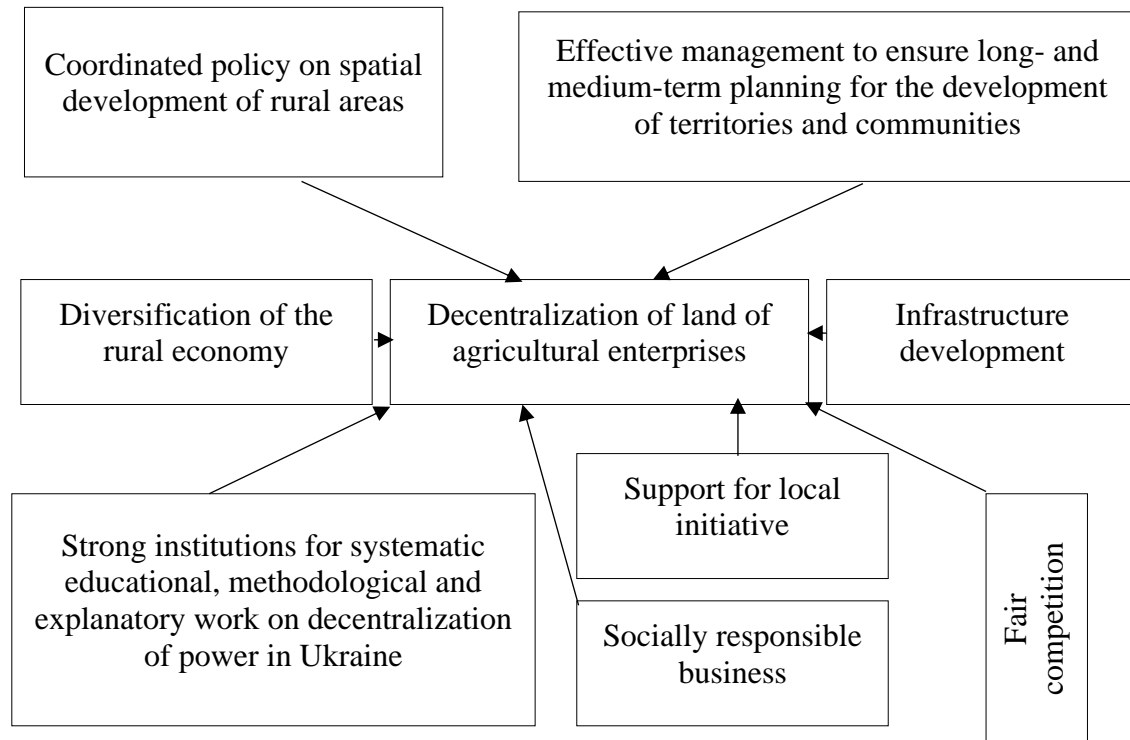 Coordinated policy on spatial
development of rural areas
Effective management to ensure long- and
medium-term planning for the development
of territories and communities
Diversification of the
rural economy
Decentralization of land of
agricultural enterprises
Infrastructure
development
Strong institutions for systematic
educational, methodological and
explanatory work on decentralization
of power in Ukraine
Support for local
initiative
Socially responsible
business
Fair
competition